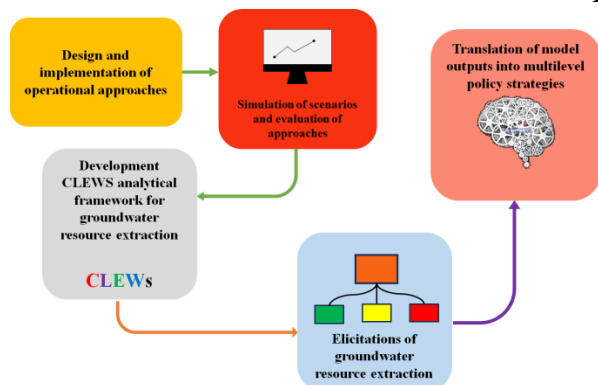 Design and
implementation of
operational approaches
Simulation of scenarios
and evaluation of
approaches
Translation of model
outputs into multilevel
policy strategies
Development
CLEWS analytical
framework for
groundwater
resource extraction
CLEWs
Elicitations of
groundwater
resource extraction